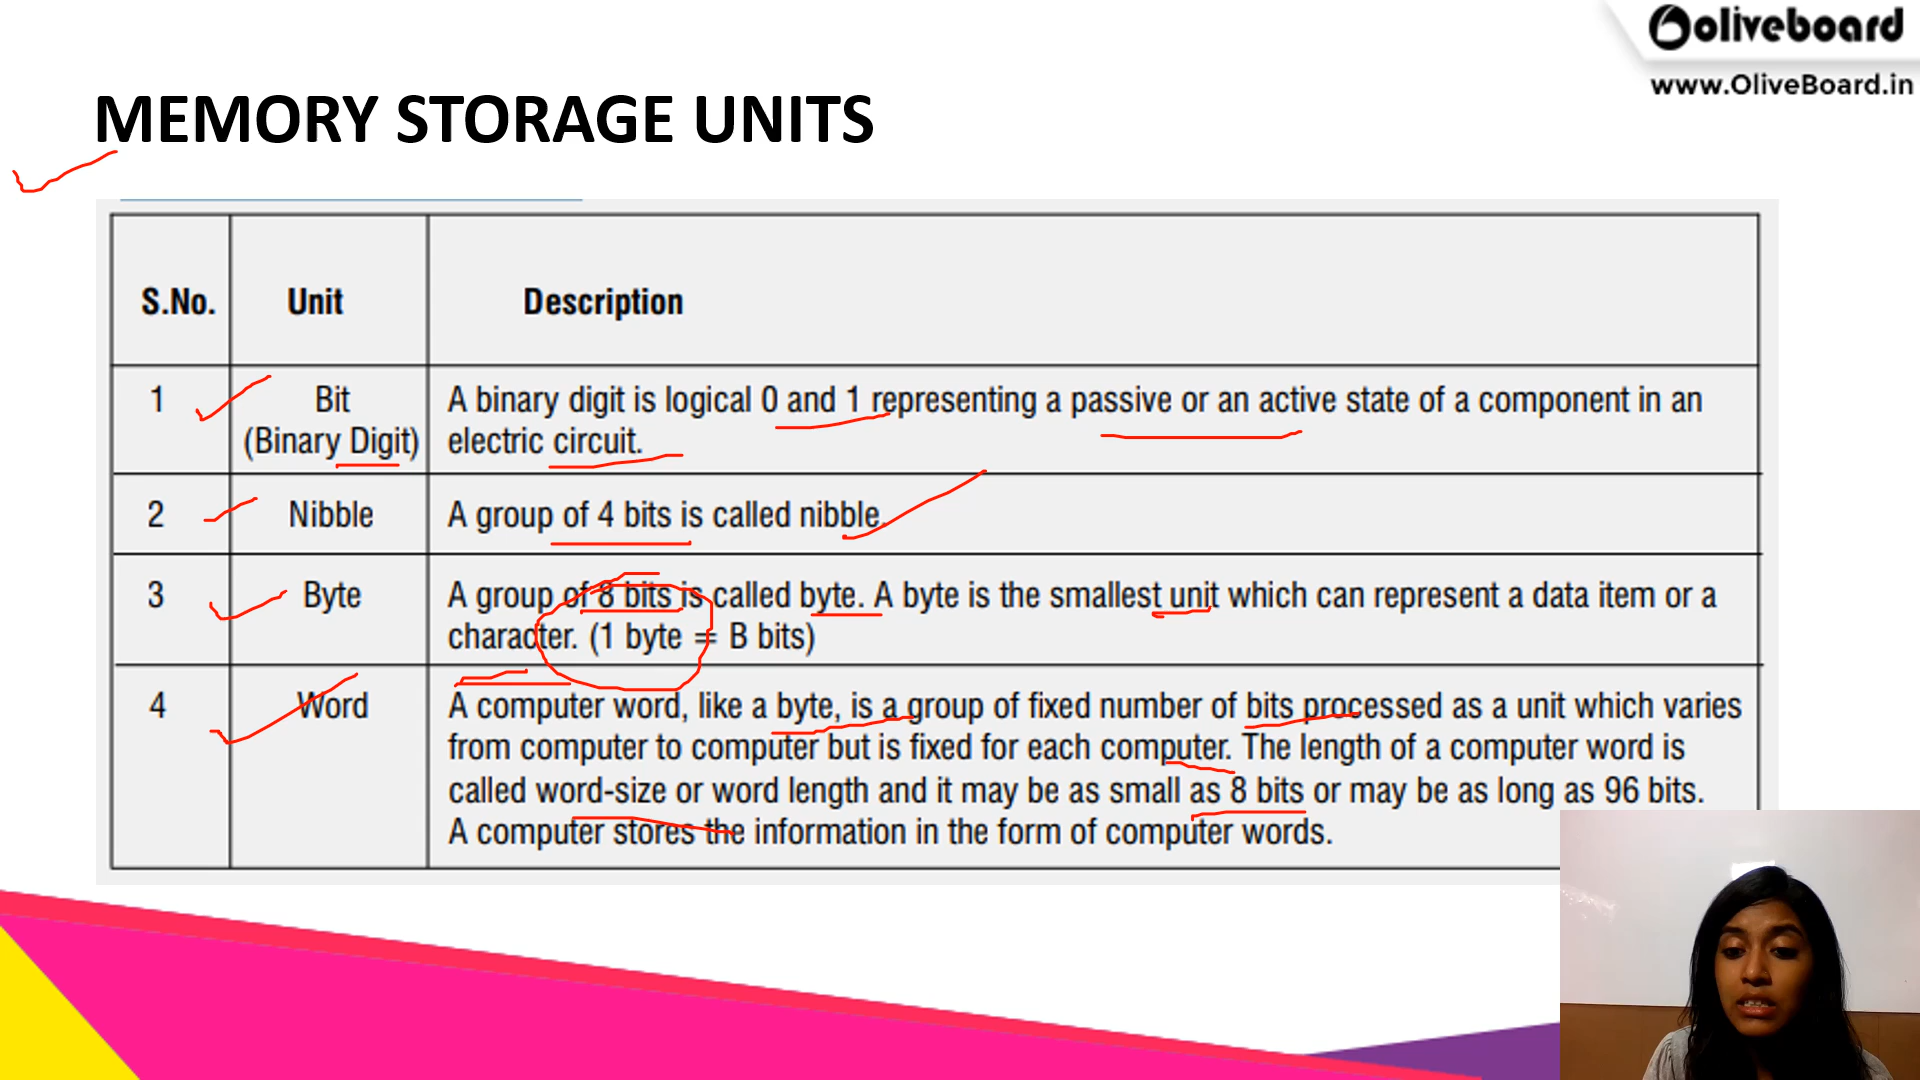 oliveboard
www.OliveBoard.in
MEMORY STORAGE UNITS
S.No. Unit Description
1 Bit (Binary Digit) A binary digit is logical 0 and 1 representing a passive or an active state of a component in an
electric circuit.
2 Nibble A group of 4 bits is called nibble.
3 Byte A group of 8 bits is called byte. A byte is the smallest unit which can represent a data item or a
character. (1 byte = B bits)
4 Word A computer word, like a byte, is a group of fixed number of bits processed as a unit which varies
from computer to computer but is fixed for each computer. The length of a computer word is
called word-size or word length and it may be as small as 8 bits or may be as long as 96 bits.
A computer stores the information in the form of computer words.